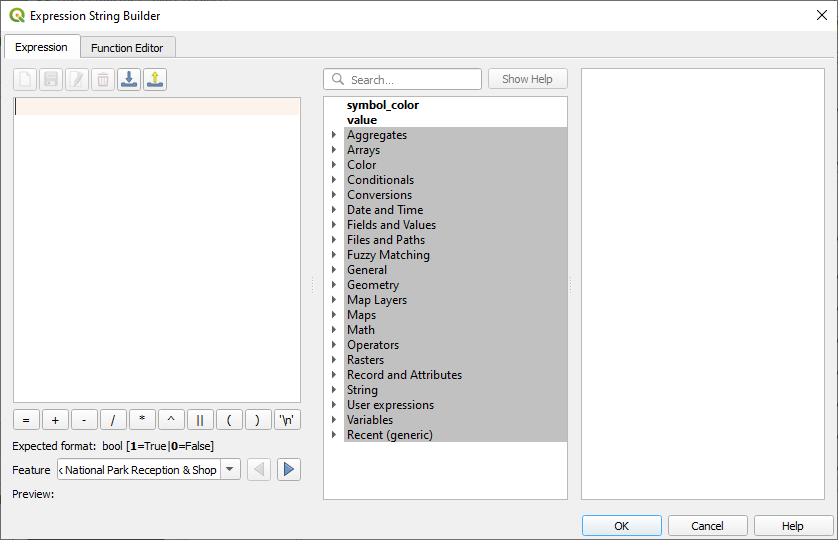 Expression String Builder
Expression
Function Editor
Search...
Show Help
symbol_color
value
Aggregates
Arrays
Color
Conditionals
Conversions
Date and Time
Fields and Values
Files and Paths
Fuzzy Matching
General
Geometry
Map Layers
Maps
Math
Operators
Rasters
Record and Attributes
String
User expressions
Variables
Recent (generic)
= + - / * ^ || ( ) '\n'
Expected format: bool [1=True|0=False]
Feature
National Park Reception & Shop
Preview:
OK
Cancel
Help